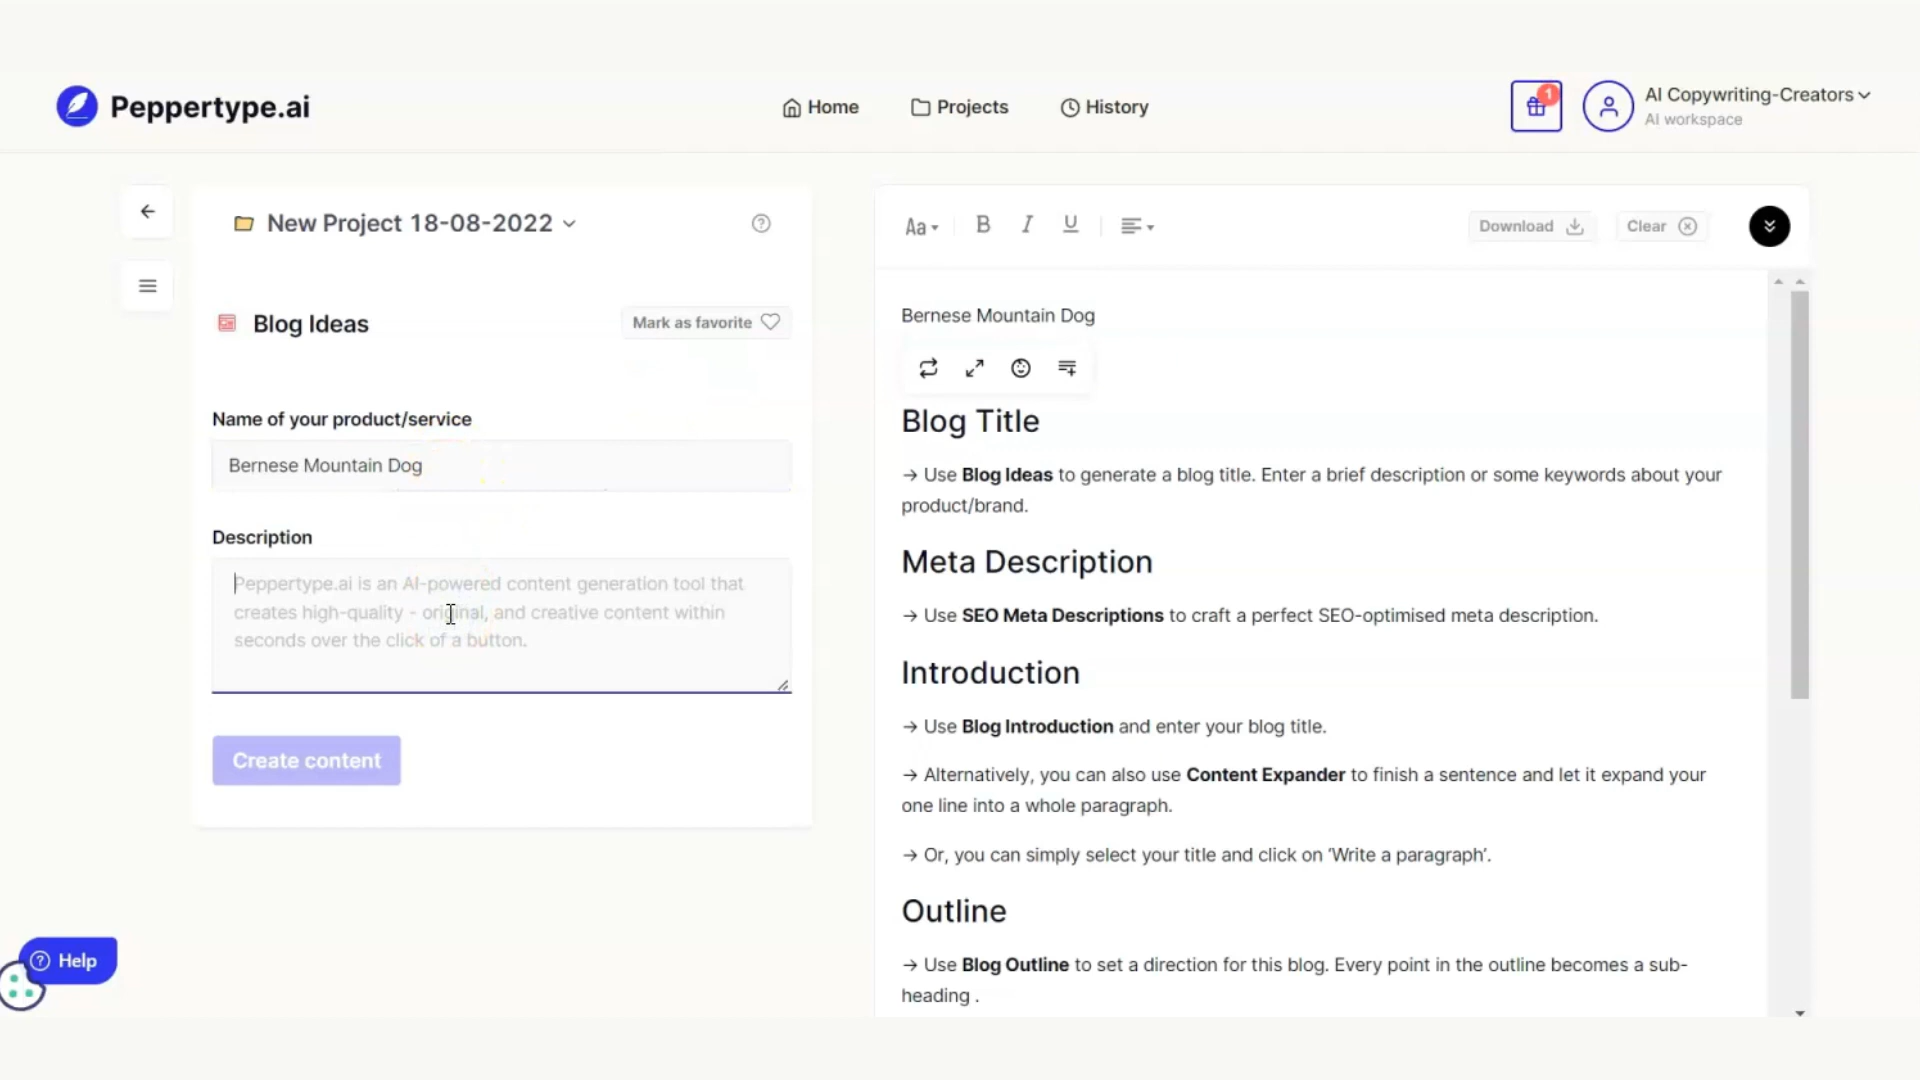 Peppertype.ai
Home
Projects
History
1
AI Copywriting-Creators
AI workspace
New Project 18-08-2022
Blog Ideas
Mark as favorite
Name of your product/service
Bernese Mountain Dog
Description
Peppertype.ai is an AI-powered content generation tool that
creates high-quality - original, and creative content within
seconds over the click of a button.
Create content
Help
Aa
B
I
U
Download
Clear
Bernese Mountain Dog
Blog Title
→ Use Blog Ideas to generate a blog title. Enter a brief description or some keywords about your
product/brand.
Meta Description
→ Use SEO Meta Descriptions to craft a perfect SEO-optimised meta description.
Introduction
→ Use Blog Introduction and enter your blog title.
→ Alternatively, you can also use Content Expander to finish a sentence and let it expand your
one line into a whole paragraph.
→ Or, you can simply select your title and click on ‘Write a paragraph’.
Outline
→ Use Blog Outline to set a direction for this blog. Every point in the outline becomes a sub-
heading .